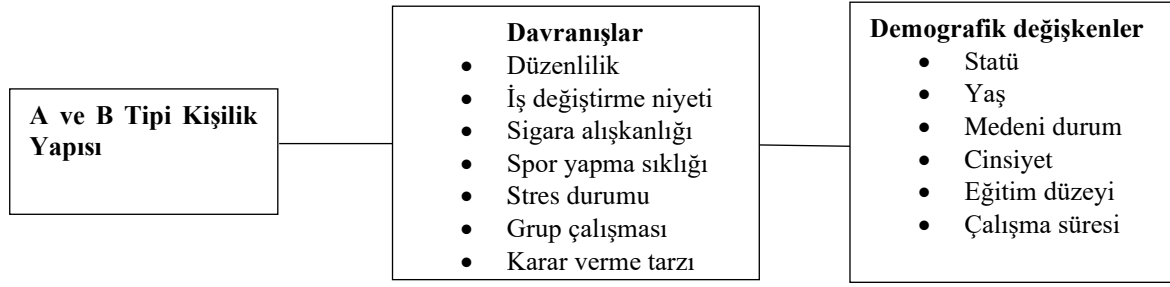 A ve B Tipi Kişilik
Yapısı
Davranışlar
• Düzenlilik
• İş değiştirme niyeti
• Sigara alışkanlığı
• Spor yapma sıklığı
• Stres durumu
• Grup çalışması
• Karar verme tarzı
Demografik değişkenler
• Statü
• Yaş
• Medeni durum
• Cinsiyet
• Eğitim düzeyi
• Çalışma süresi